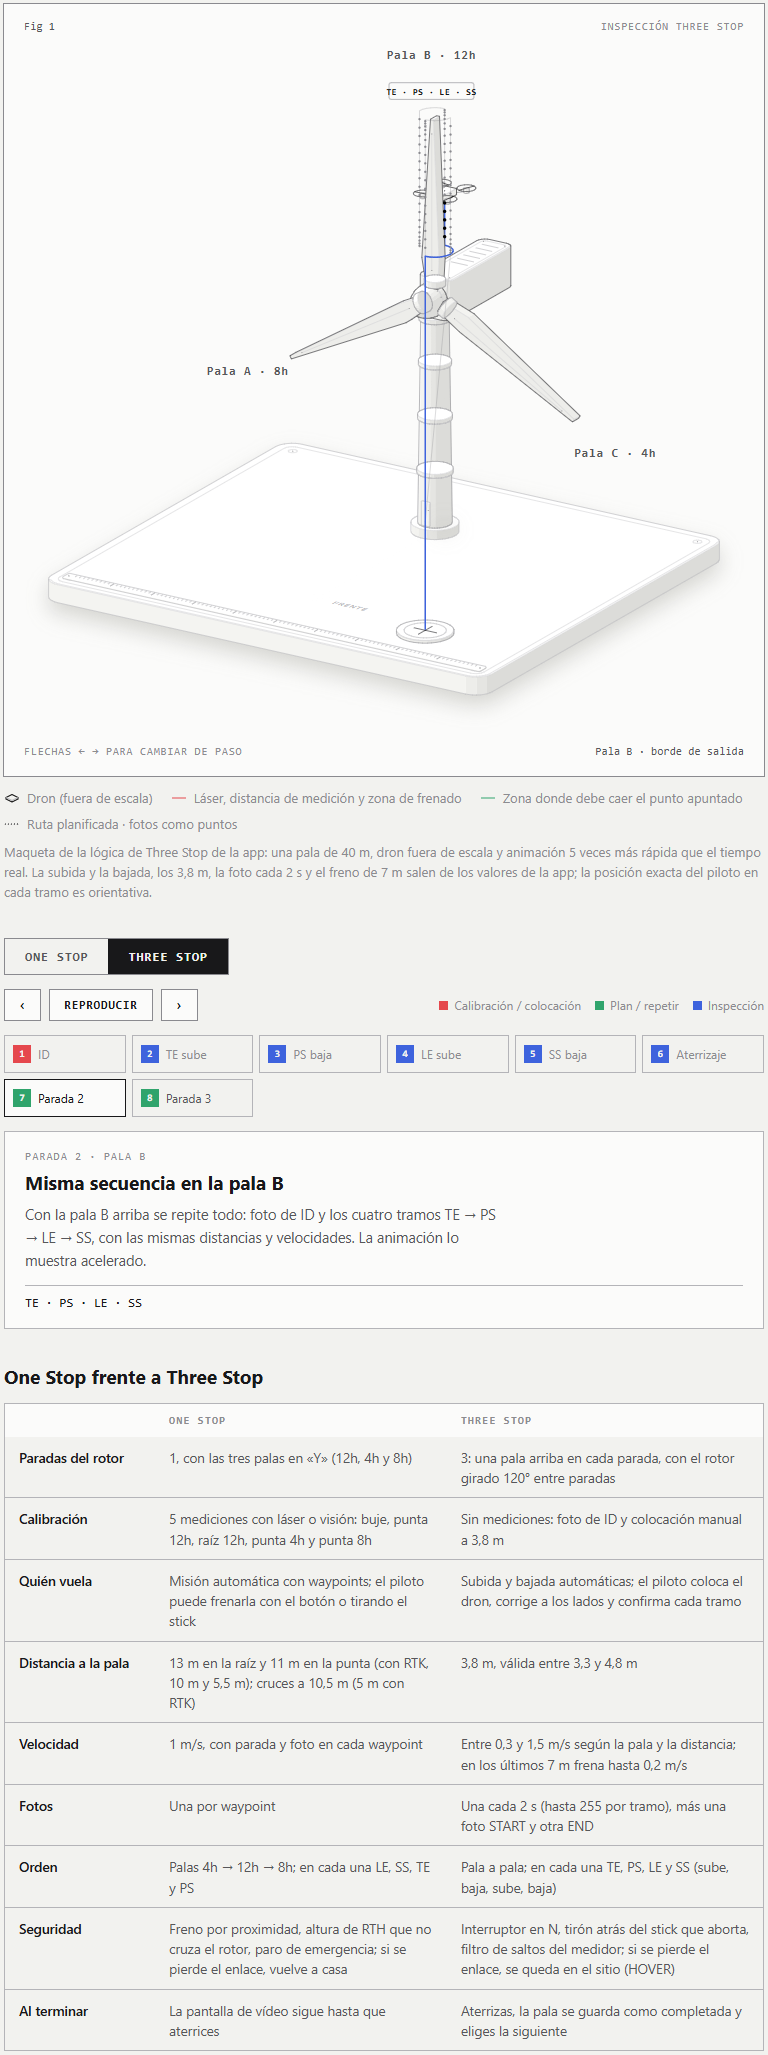 Fig 1
INSPECCIÓN THREE STOP
Pala B · 12h
TE · PS · LE · SS
Pala A · 8h
Pala C · 4h
FRENTE
FLECHAS ← → PARA CAMBIAR DE PASO
Pala B · borde de salida
Dron (fuera de escala)
Láser, distancia de medición y zona de frenado
Zona donde debe caer el punto apuntado
Ruta planificada · fotos como puntos
Maqueta de la lógica de Three Stop de la app: una pala de 40 m, dron fuera de escala y animación 5 veces más rápida que el tiempo
real. La subida y la bajada, los 3,8 m, la foto cada 2 s y el freno de 7 m salen de los valores de la app; la posición exacta del piloto en
cada tramo es orientativa.
ONE STOP
THREE STOP
‹
REPRODUCIR
›
Calibración / colocación
Plan / repetir
Inspección
1 ID
2 TE sube
3 PS baja
4 LE sube
5 SS baja
6 Aterrizaje
7 Parada 2
8 Parada 3
PARADA 2 · PALA B
Misma secuencia en la pala B
Con la pala B arriba se repite todo: foto de ID y los cuatro tramos TE → PS
→ LE → SS, con las mismas distancias y velocidades. La animación lo
muestra acelerado.
TE · PS · LE · SS
One Stop frente a Three Stop
ONE STOP
THREE STOP
Paradas del rotor
1, con las tres palas en «Y» (12h, 4h y 8h)
3: una pala arriba en cada parada, con el rotor
girado 120° entre paradas
Calibración
5 mediciones con láser o visión: buje, punta
12h, raíz 12h, punta 4h y punta 8h
Sin mediciones: foto de ID y colocación manual
a 3,8 m
Quién vuela
Misión automática con waypoints; el piloto
puede frenarla con el botón o tirando el
stick
Subida y bajada automáticas; el piloto coloca el
dron, corrige a los lados y confirma cada tramo
Distancia a la pala
13 m en la raíz y 11 m en la punta (con RTK,
10 m y 5,5 m); cruces a 10,5 m (5 m con
RTK)
3,8 m, válida entre 3,3 y 4,8 m
Velocidad
1 m/s, con parada y foto en cada waypoint
Entre 0,3 y 1,5 m/s según la pala y la distancia;
en los últimos 7 m frena hasta 0,2 m/s
Fotos
Una por waypoint
Una cada 2 s (hasta 255 por tramo), más una
foto START y otra END
Orden
Palas 4h → 12h → 8h; en cada una LE, SS, TE
y PS
Pala a pala; en cada una TE, PS, LE y SS (sube,
baja, sube, baja)
Seguridad
Freno por proximidad, altura de RTH que no
cruza el rotor, paro de emergencia; si se
pierde el enlace, vuelve a casa
Interruptor en N, tirón atrás del stick que aborta,
filtro de saltos del medidor; si se pierde el
enlace, se queda en el sitio (HOVER)
Al terminar
La pantalla de vídeo sigue hasta que
aterrices
Aterrizas, la pala se guarda como completada y
eliges la siguiente